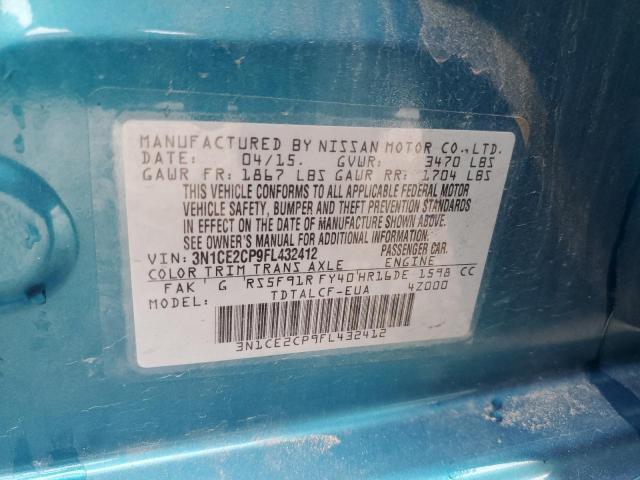 MANUFACTURED BY NISSAN MOTOR CO., LTD.
DATE: 04/15. GVWR: 3470 LBS
GAWR FR: 1867 LBS GAWR RR: 1704 LBS
THIS VEHICLE CONFORMS TO ALL APPLICABLE FEDERAL MOTOR
VEHICLE SAFETY, BUMPER AND THEFT PREVENTION STANDARDS
IN EFFECT ON THE DATE OF MANUFACTURE SHOWN ABOVE.
SEE OWNER'S MANUAL FOR ADDITIONAL INFORMATION.
VIN: 3N1CE2CP9FL432412 PASSENGER CAR.
COLOR TRIM TRANS AXLE ENGINE
FAK G RS5F91R FY40 HR16DE 1598 CC
MODEL: TDTALCF-EUA 4Z000
3N1CE2CP9FL432412